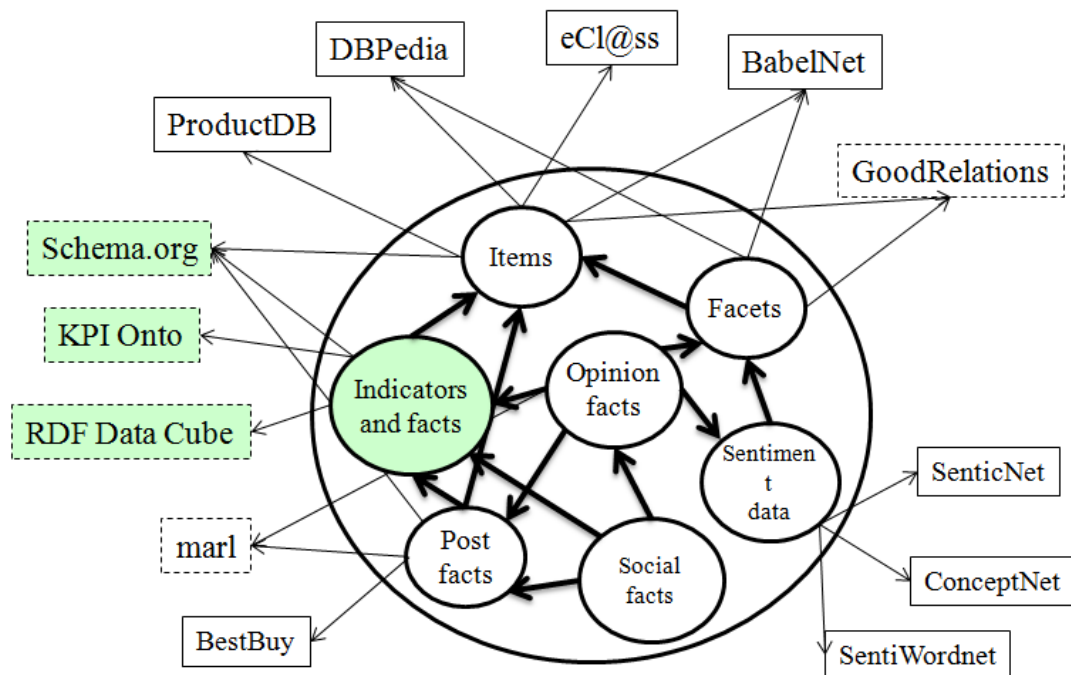 DBPedia
eCl@ss
BabelNet
ProductDB
GoodRelations
Schema.org
Items
Facets
KPI Onto
Indicators
and facts
Opinion
facts
RDF Data Cube
Sentimen
t
data
SenticNet
marl
Post
facts
Social
facts
ConceptNet
BestBuy
SentiWordnet